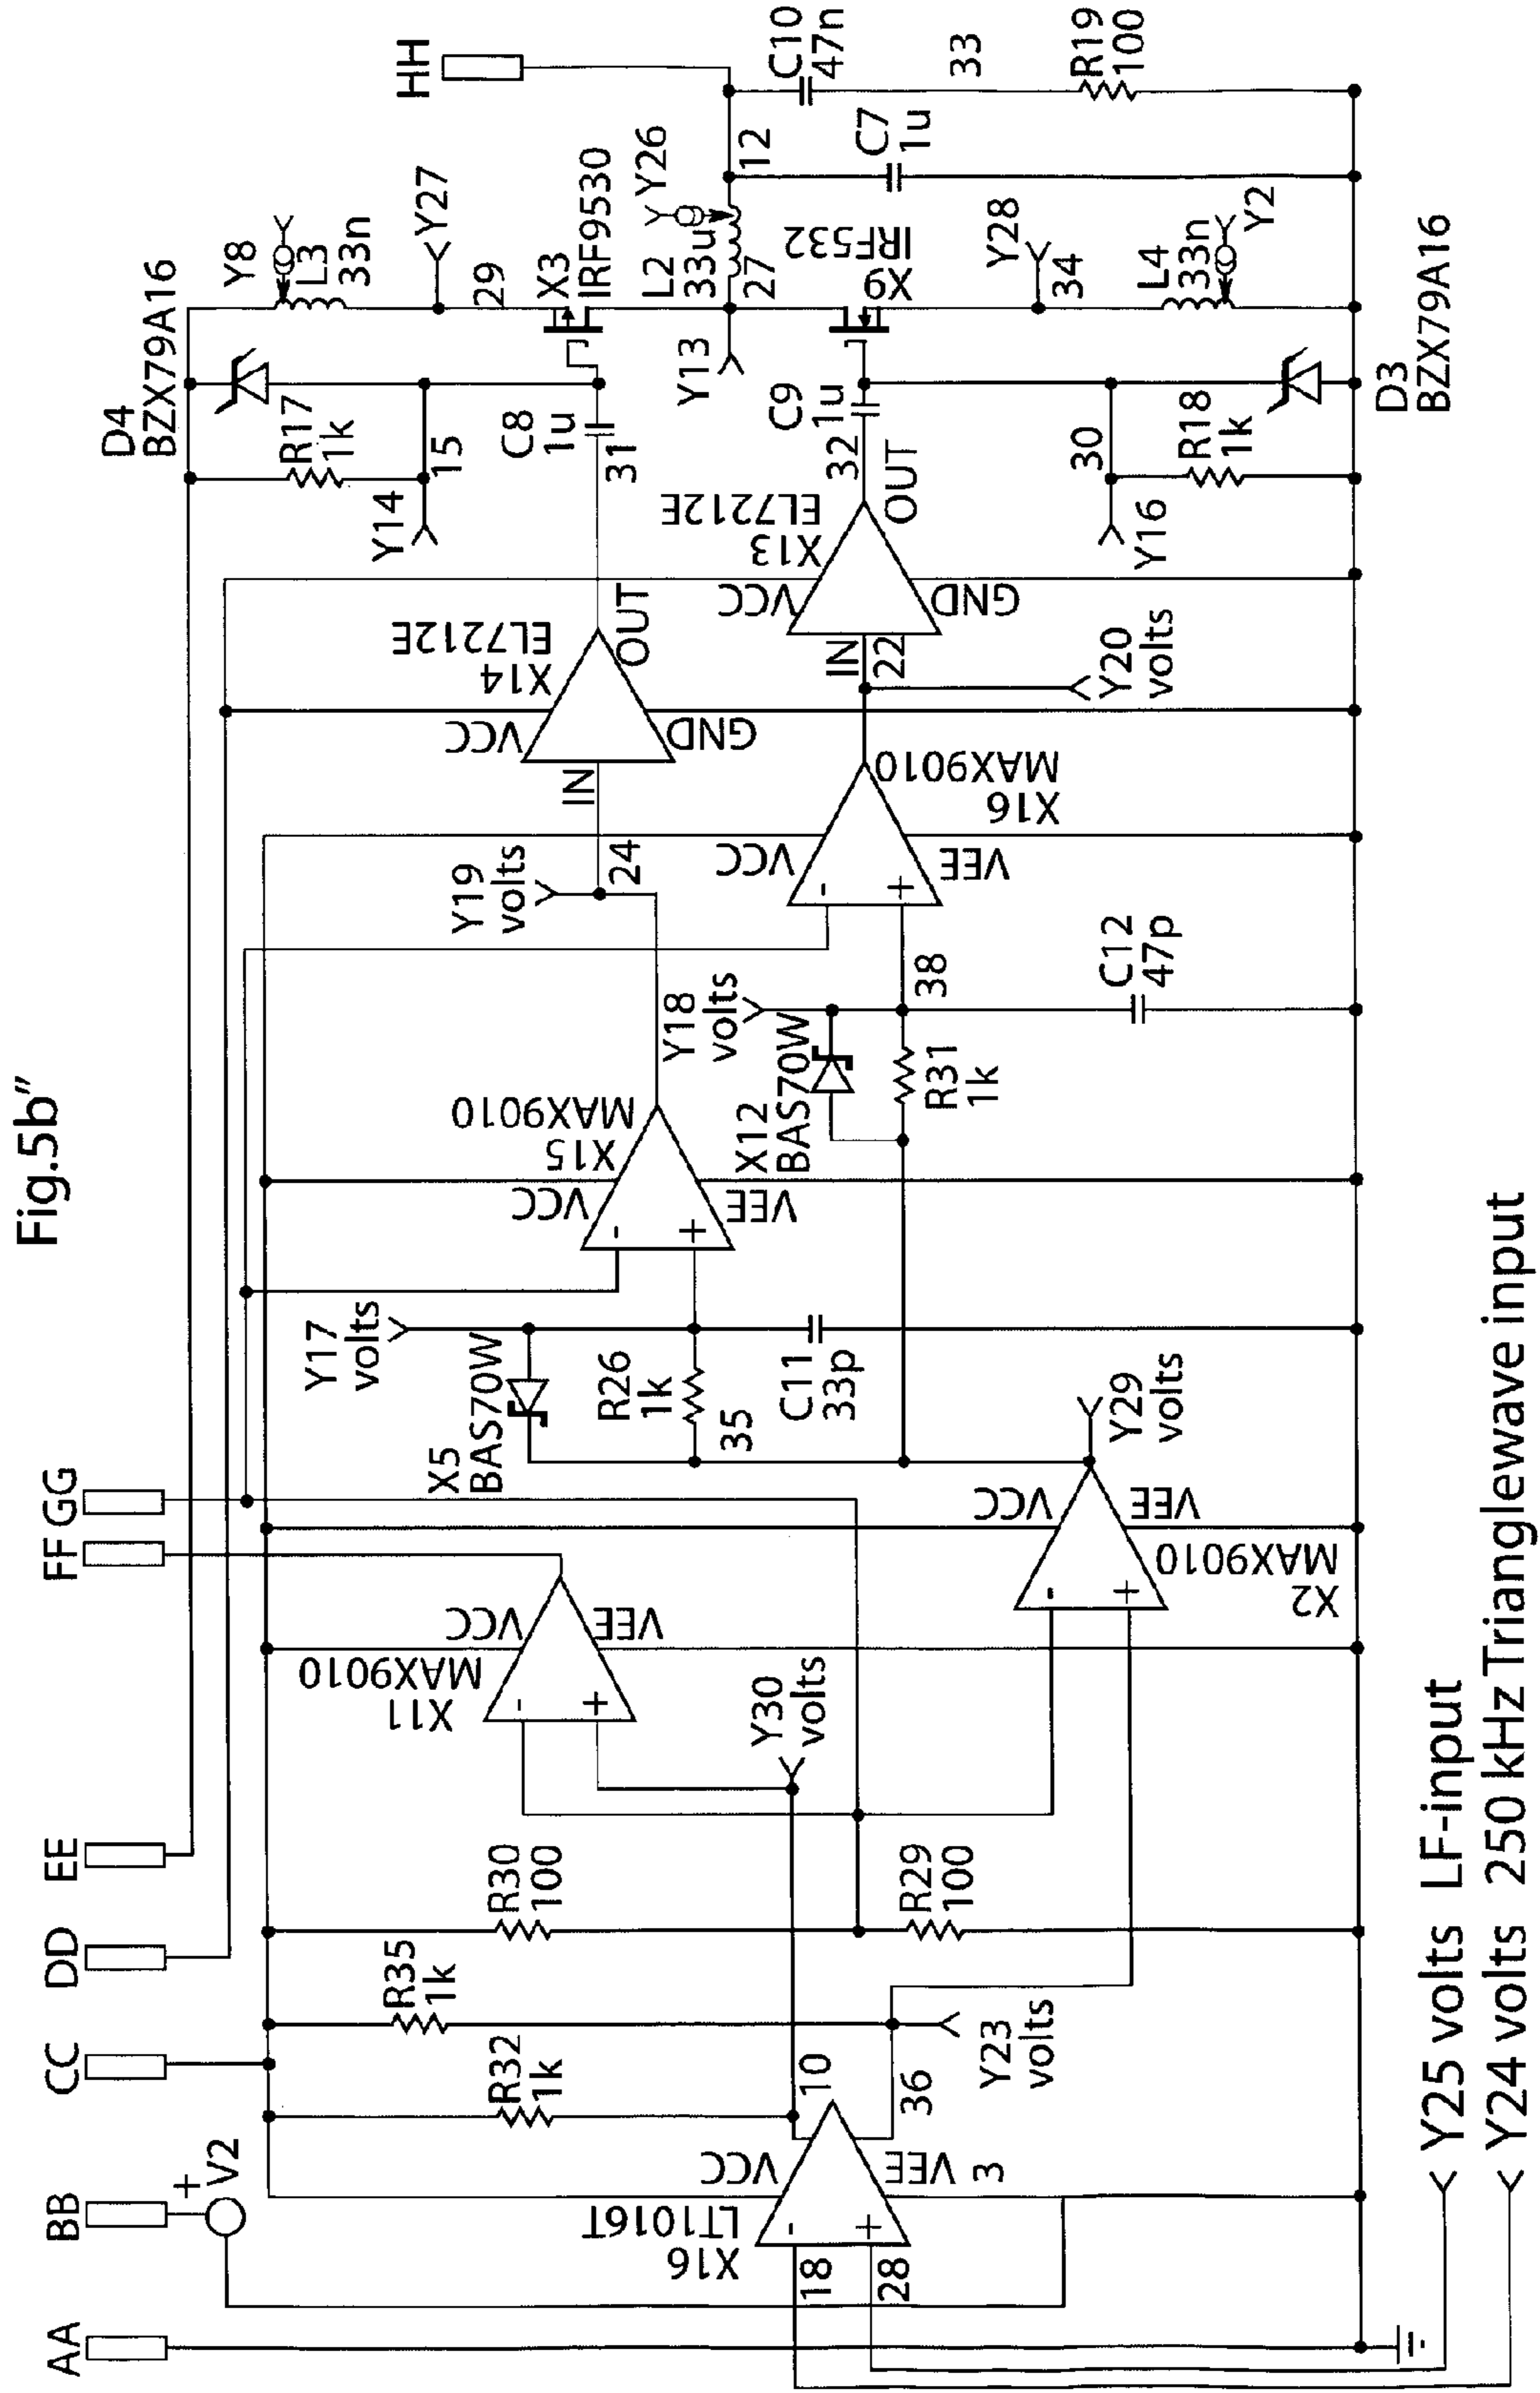 Fig.5b”
AA
BB
CC
DD
EE
FF
GG
HH
+
V2
R32
1k
R35
1k
R30
100
R29
100
X16
LT1016T
VCC
VEE
3
-
+
18
28
10
36
Y23
volts
Y30
volts
X11
MAX9010
VCC
VEE
-
+
X2
MAX9010
VCC
VEE
-
+
Y29
volts
X5
BAS70W
R26
1k
35
C11
33p
Y17
volts
X15
MAX9010
VCC
VEE
-
+
X12
BAS70W
R31
1k
Y18
volts
38
C12
47p
Y19
volts
24
X16
MAX9010
VCC
VEE
-
+
IN
X14
EL7212E
VCC
GND
OUT
IN
22
Y20
volts
X13
EL7212E
VCC
GND
OUT
D4
BZX79A16
R17
1k
Y14
15
C8
1u
31
C9
1u
32
30
Y16
R18
1k
D3
BZX79A16
Y8
L3
33n
Y27
29
X3
IRF9530
Y13
L2
33u
27
Y26
12
X9
IRF532
Y28
34
L4
33n
Y2
C7
1u
C10
47n
33
R19
100
Y25 volts LF-input
Y24 volts 250 kHz Trianglewave input